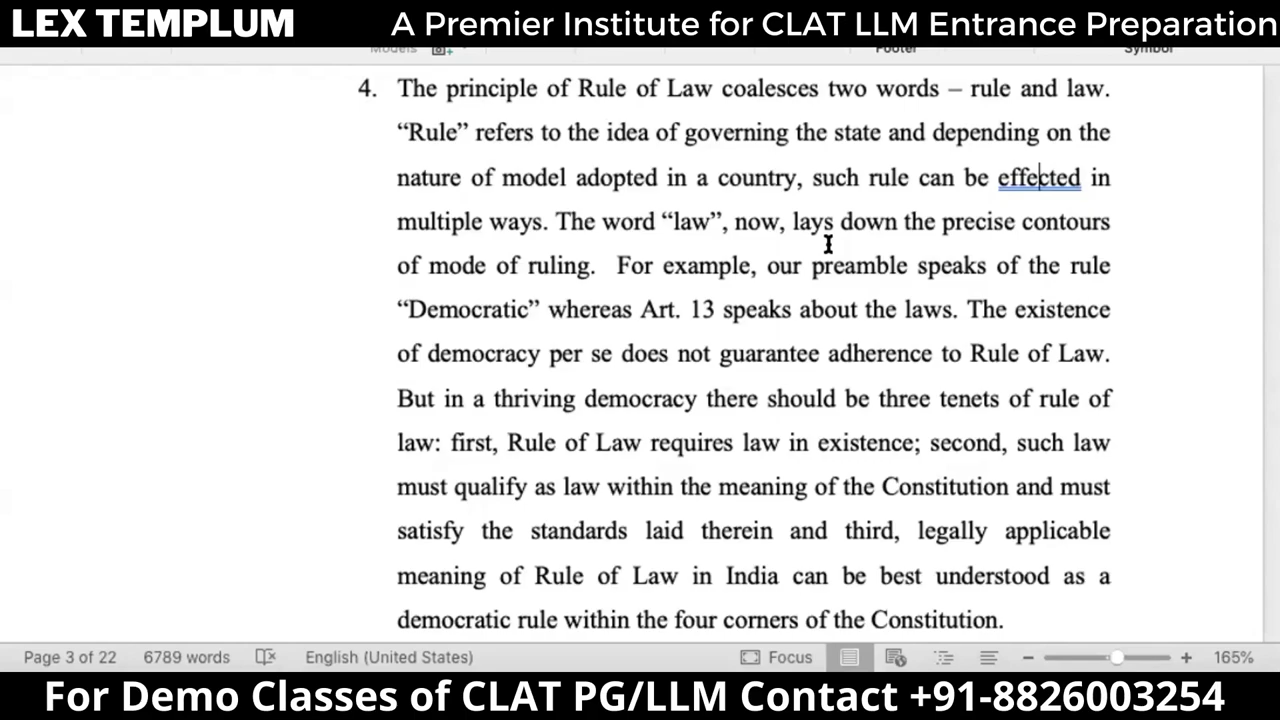 LEX TEMPLUM
A Premier Institute for CLAT LLM Entrance Preparation
Models
Footer
Symbol
4. The principle of Rule of Law coalesces two words – rule and law.
“Rule” refers to the idea of governing the state and depending on the
nature of model adopted in a country, such rule can be effected in
multiple ways. The word “law”, now, lays down the precise contours
of mode of ruling. For example, our preamble speaks of the rule
“Democratic” whereas Art. 13 speaks about the laws. The existence
of democracy per se does not guarantee adherence to Rule of Law.
But in a thriving democracy there should be three tenets of rule of
law: first, Rule of Law requires law in existence; second, such law
must qualify as law within the meaning of the Constitution and must
satisfy the standards laid therein and third, legally applicable
meaning of Rule of Law in India can be best understood as a
democratic rule within the four corners of the Constitution.
Page 3 of 22 6789 words English (United States) Focus 165%
For Demo Classes of CLAT PG/LLM Contact +91-8826003254